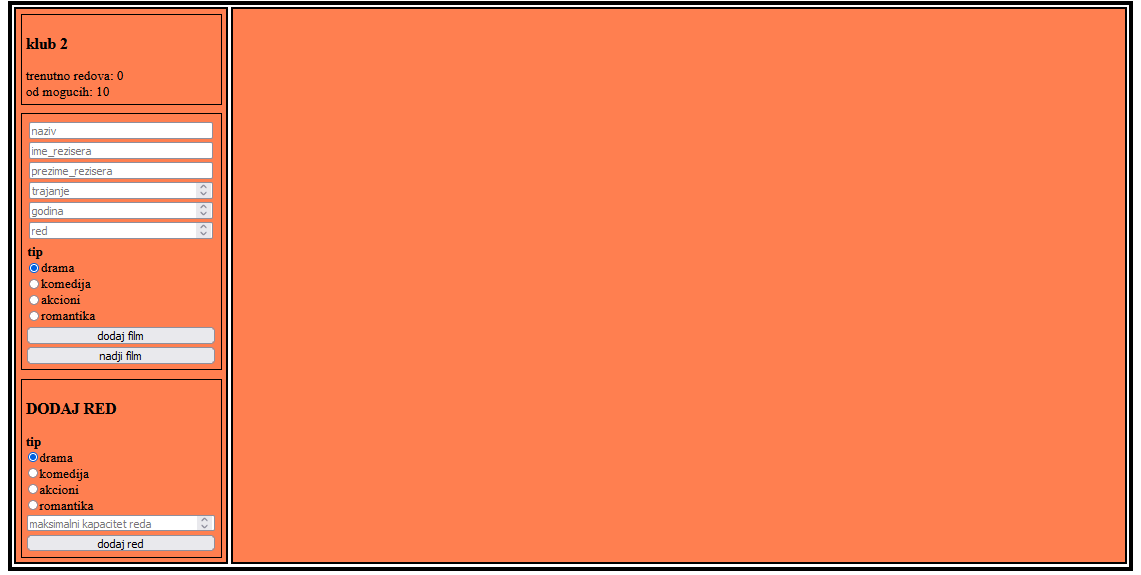 klub 2
trenutno redova: 0
od mogucih: 10
naziv
ime_rezisera
prezime_rezisera
trajanje
godina
red
tip
drama
komedija
akcioni
romantika
dodaj film
nadji film
DODAJ RED
tip
drama
komedija
akcioni
romantika
maksimalni kapacitet reda
dodaj red